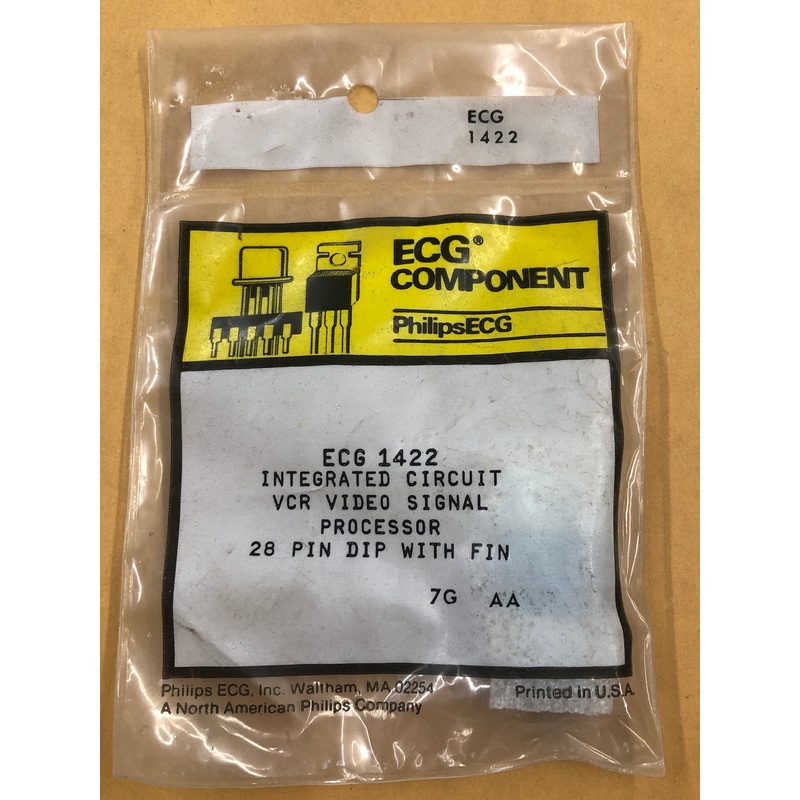 ECG
1422
ECG®
COMPONENT
PhilipsECG
ECG 1422
INTEGRATED CIRCUIT
VCR VIDEO SIGNAL
PROCESSOR
28 PIN DIP WITH FIN
7G AA
Philips ECG, Inc. Waltham, MA 02254
A North American Philips Company
Printed in U.S.A